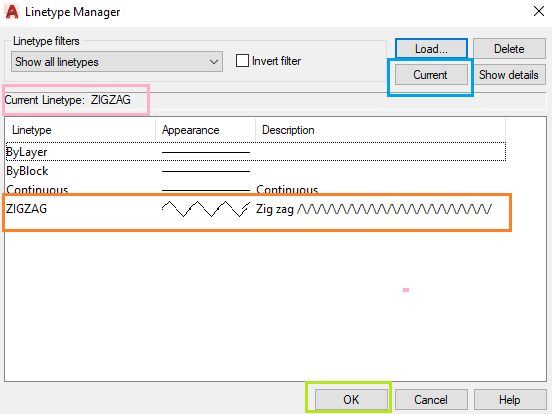 Linetype Manager
Linetype filters
Show all linetypes
Invert filter
Load...
Delete
Current
Show details
Current Linetype: ZIGZAG
Linetype Appearance Description
ByLayer
ByBlock
Continuous Continuous
ZIGZAG Zig zag /\/\/\/\/\/\/\/\/\/\/\/\/\/\/\/\/\/\/\/
OK Cancel Help